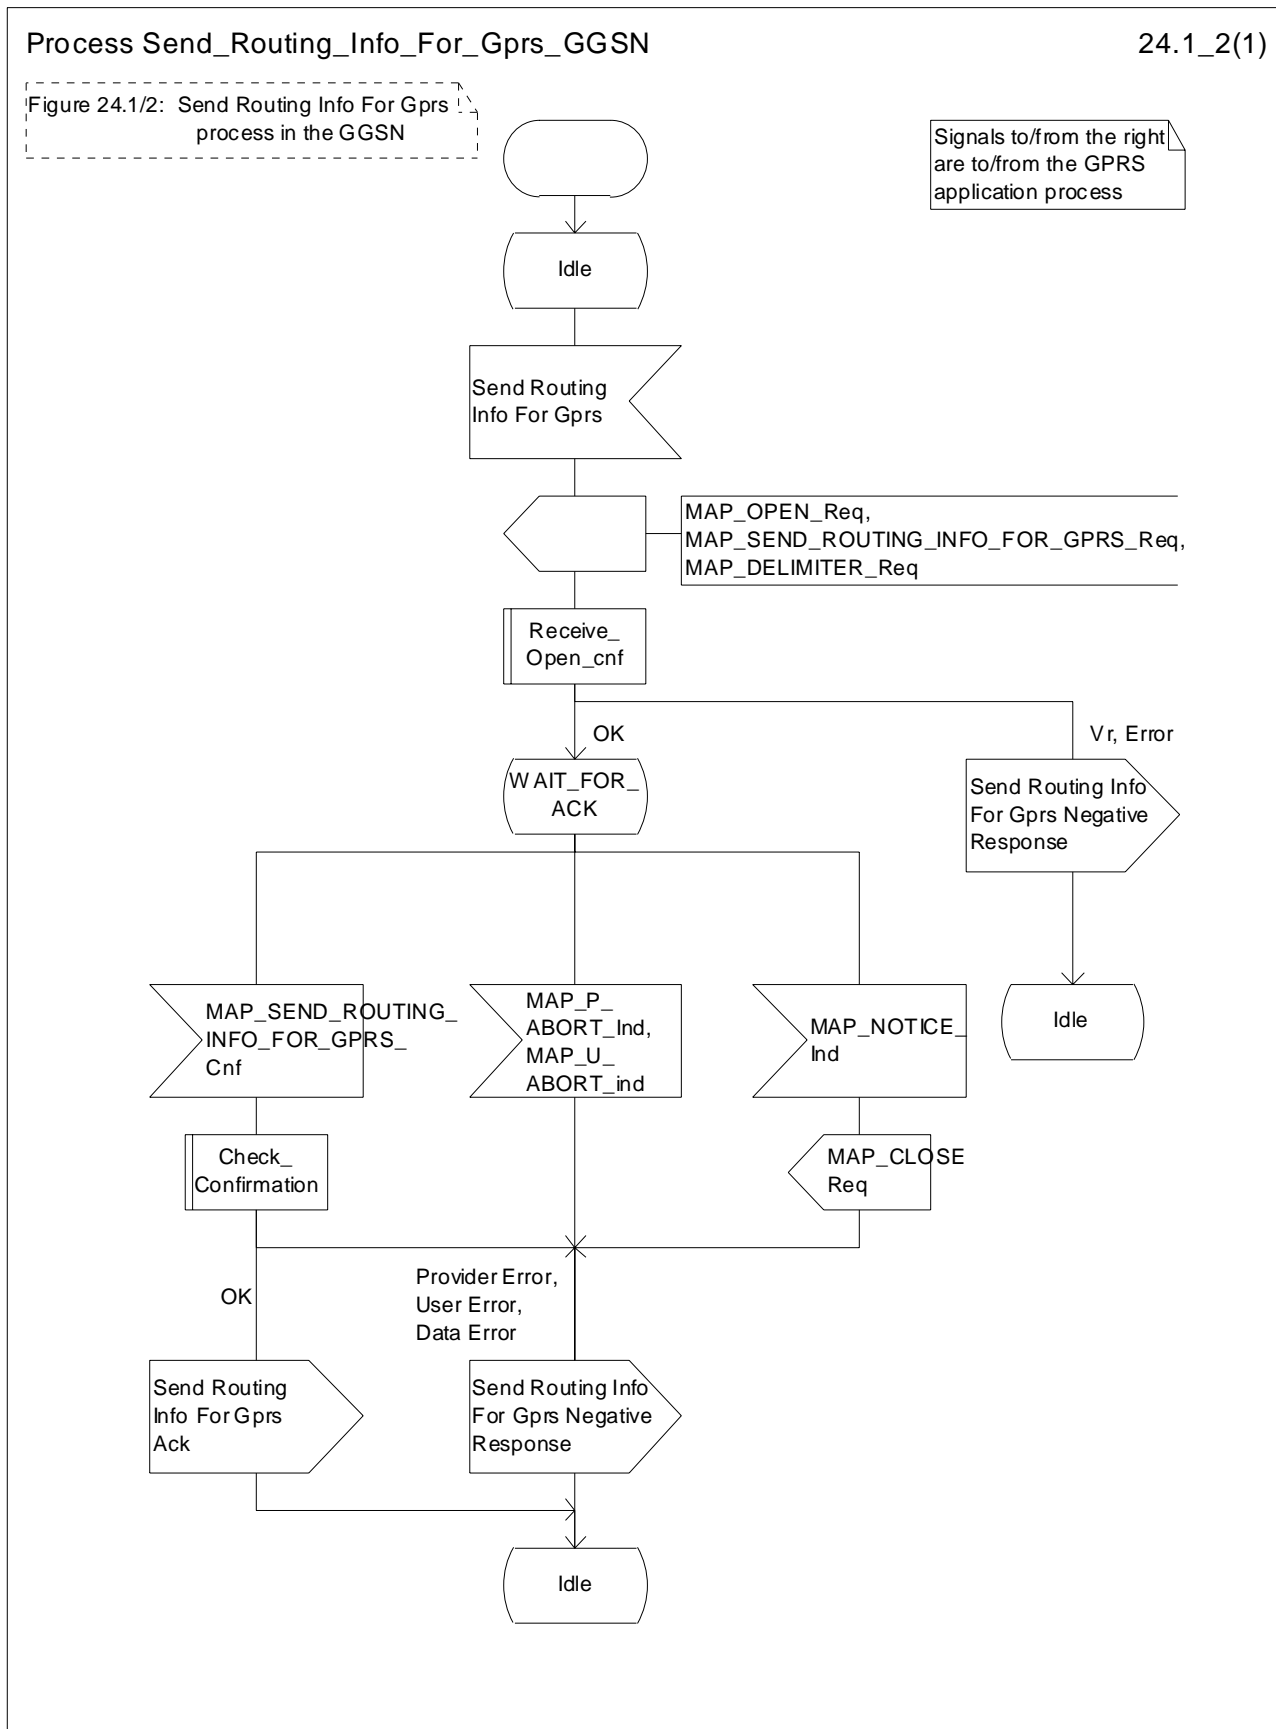 Process Send_Routing_Info_For_Gprs_GGSN
24.1_2(1)
Figure 24.1/2: Send Routing Info For Gprs
process in the GGSN
Signals to/from the right
are to/from the GPRS
application process
Idle
Send Routing
Info For Gprs
MAP_OPEN_Req,
MAP_SEND_ROUTING_INFO_FOR_GPRS_Req,
MAP_DELIMITER_Req
Receive_
Open_cnf
OK
Vr, Error
WAIT_FOR_
ACK
Send Routing Info
For Gprs Negative
Response
MAP_SEND_ROUTING_
INFO_FOR_GPRS_
Cnf
MAP_P_
ABORT_Ind,
MAP_U_
ABORT_ind
MAP_NOTICE_
Ind
Idle
Check_
Confirmation
MAP_CLOSE
Req
OK
Provider Error,
User Error,
Data Error
Send Routing
Info For Gprs
Ack
Send Routing Info
For Gprs Negative
Response
Idle